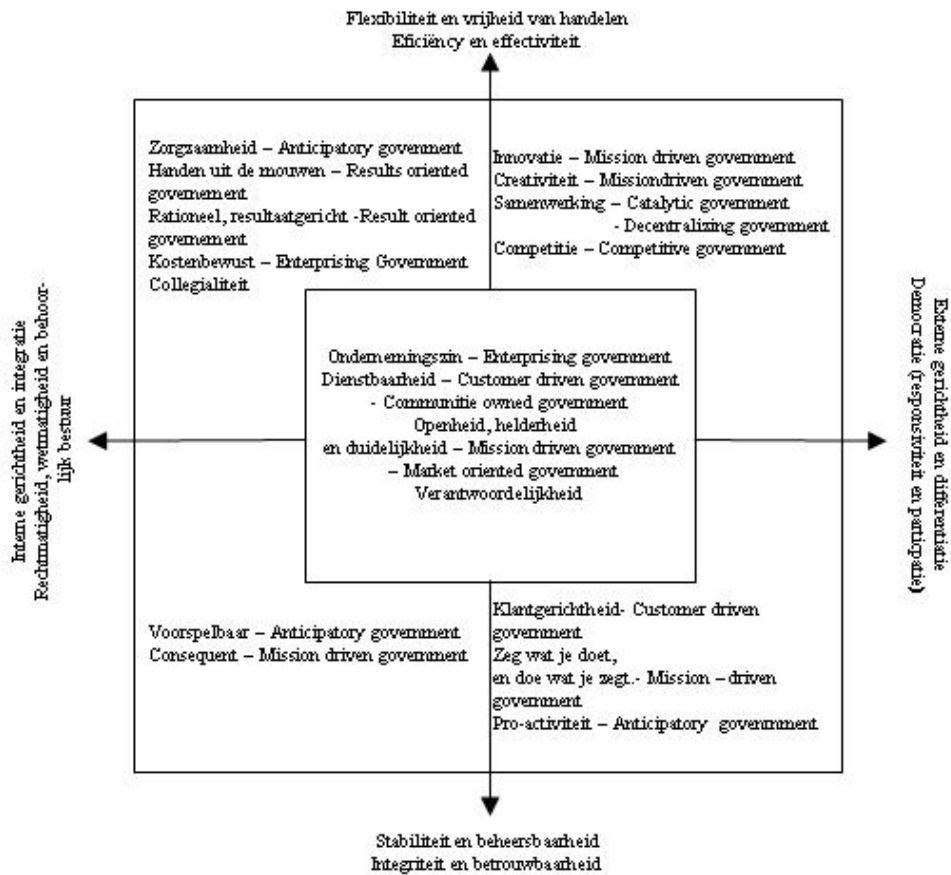 Flexibiliteit en vrijheid van handelen
Eficiëncy en effectiviteit
Zorgzaamheid – Anticipatory government
Handen uit de mouwen – Results oriented
governement
Rationeel, resultaatgericht -Result oriented
governement
Kostenbewust – Enterprising Government
Collegialiteit
Innovatie – Mission driven government
Creativiteit – Missiondriven government
Samenwerking – Catalytic government
- Decentralizing government
Competitie – Competitive government
Interne gerichtheid en integratie
Rechtmatigheid, wetmatigheid en behoor-
lijk bestuur
Ondernemingszin – Enterprising government
Dienstbaarheid – Customer driven government
- Communitie owned government
Openheid, helderheid
en duidelijkheid – Mission driven government
– Market oriented government
Verantwoordelijkheid
Externe gerichtheid en differentiatie
Democratie (responsiviteit en participatie)
Voorspelbaar – Anticipatory government
Consequent – Mission driven government
Klantgerichtheid- Customer driven
government
Zeg wat je doet,
en doe wat je zegt.- Mission – driven
government
Pro-activiteit – Anticipatory government
Stabiliteit en beheersbaarheid
Integriteit en betrouwbaarheid